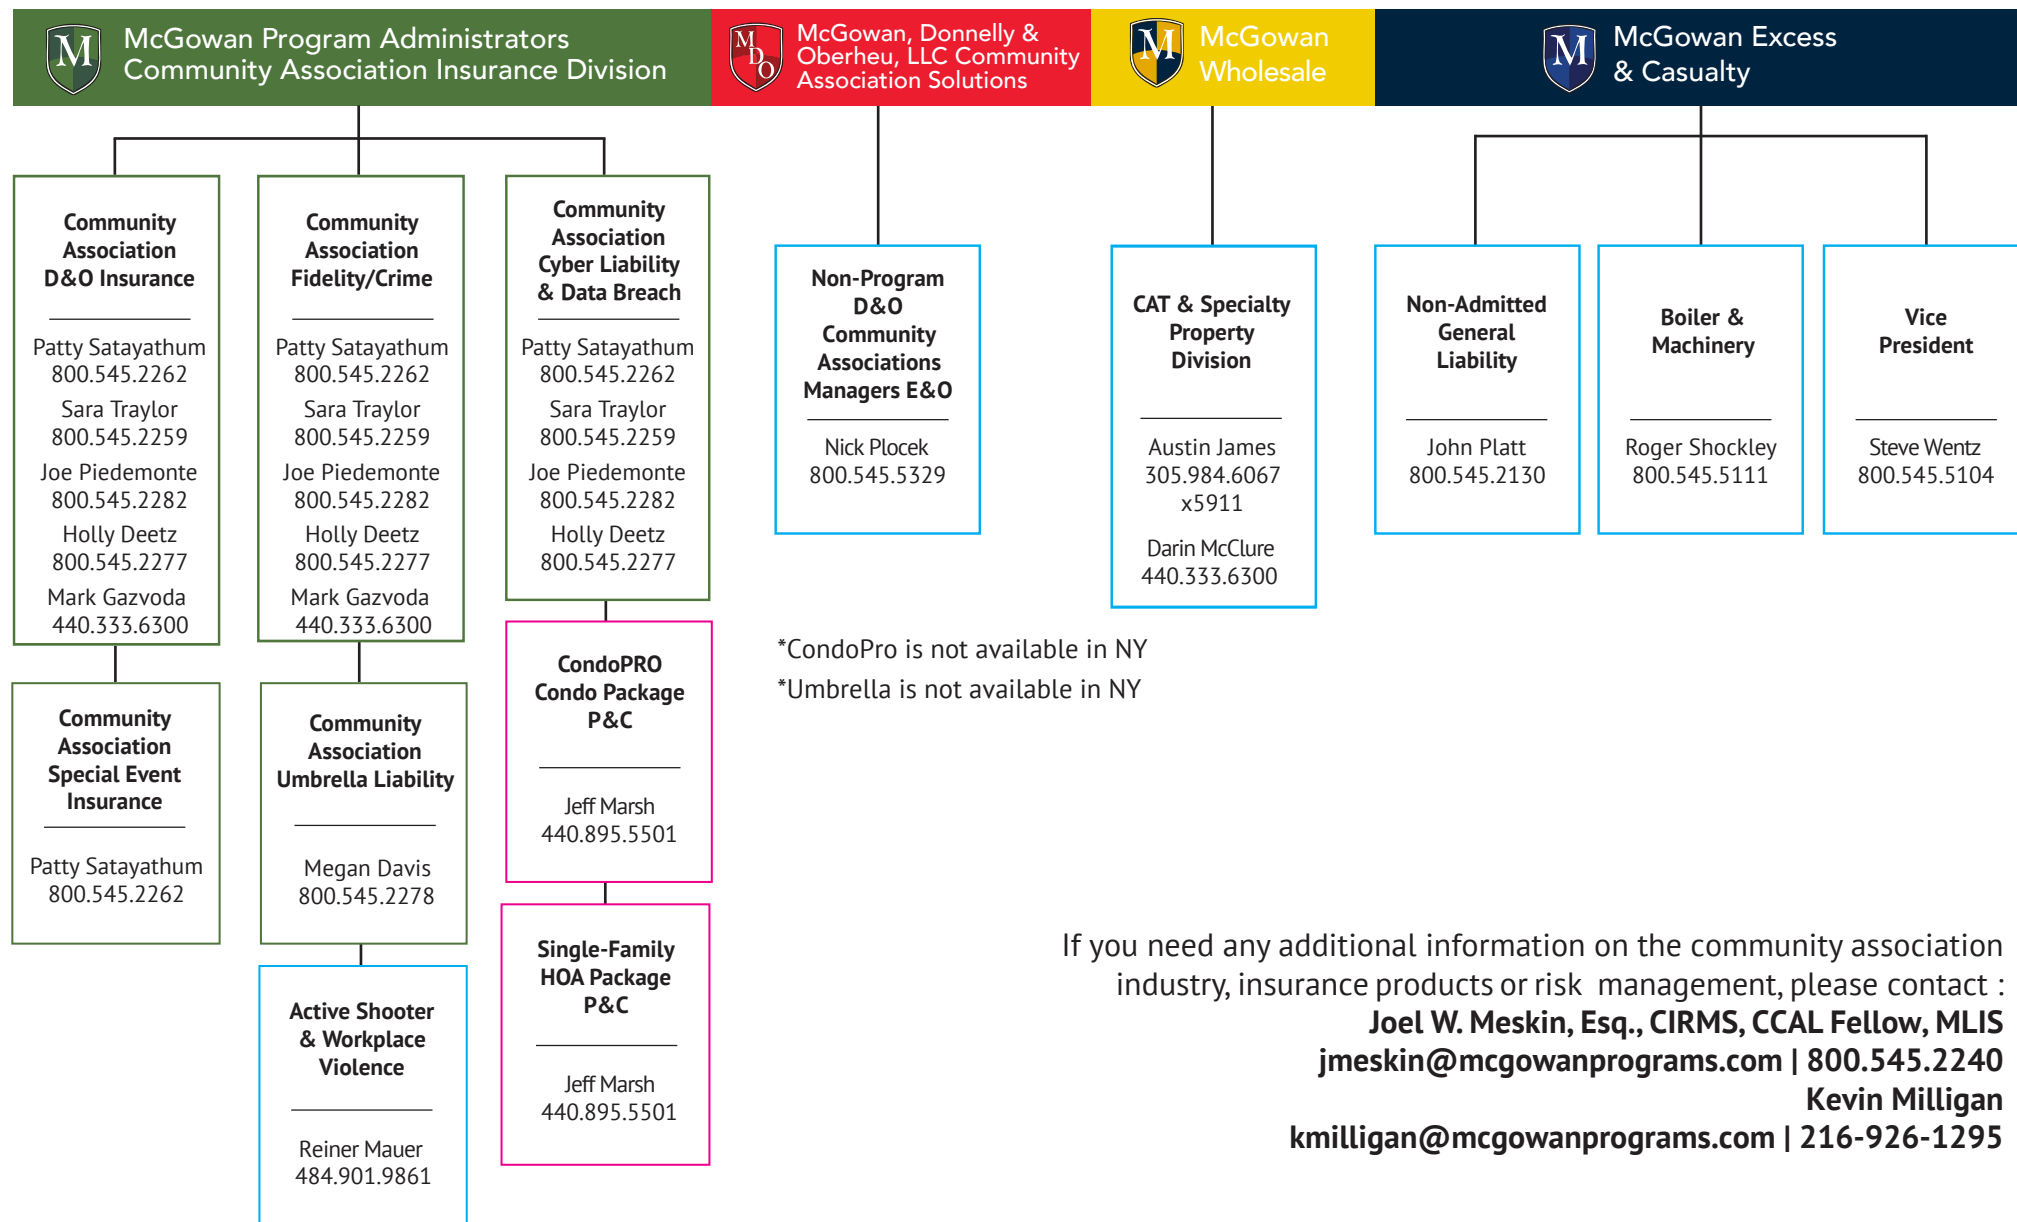 M
McGowan Program Administrators
Community Association Insurance Division
MDO
McGowan, Donnelly &
Oberheu, LLC Community
Association Solutions
M
McGowan
Wholesale
M
McGowan Excess
& Casualty
Community
Association
D&O Insurance
Patty Satayathum
800.545.2262
Sara Traylor
800.545.2259
Joe Piedemonte
800.545.2282
Holly Deetz
800.545.2277
Mark Gazvoda
440.333.6300
Community
Association
Special Event
Insurance
Patty Satayathum
800.545.2262
Community
Association
Fidelity/Crime
Patty Satayathum
800.545.2262
Sara Traylor
800.545.2259
Joe Piedemonte
800.545.2282
Holly Deetz
800.545.2277
Mark Gazvoda
440.333.6300
Community
Association
Umbrella Liability
Megan Davis
800.545.2278
Active Shooter
& Workplace
Violence
Reiner Mauer
484.901.9861
Community
Association
Cyber Liability
& Data Breach
Patty Satayathum
800.545.2262
Sara Traylor
800.545.2259
Joe Piedemonte
800.545.2282
Holly Deetz
800.545.2277
CondoPRO
Condo Package
P&C
Jeff Marsh
440.895.5501
Single-Family
HOA Package
P&C
Jeff Marsh
440.895.5501
Non-Program
D&O
Community
Associations
Managers E&O
Nick Plocek
800.545.5329
CAT & Specialty
Property
Division
Austin James
305.984.6067
x5911
Darin McClure
440.333.6300
Non-Admitted
General
Liability
John Platt
800.545.2130
Boiler &
Machinery
Roger Shockley
800.545.5111
Vice
President
Steve Wentz
800.545.5104
*CondoPro is not available in NY
*Umbrella is not available in NY
If you need any additional information on the community association
industry, insurance products or risk management, please contact :
Joel W. Meskin, Esq., CIRMS, CCAL Fellow, MLIS
jmeskin@mcgowanprograms.com | 800.545.2240
Kevin Milligan
kmilligan@mcgowanprograms.com | 216-926-1295